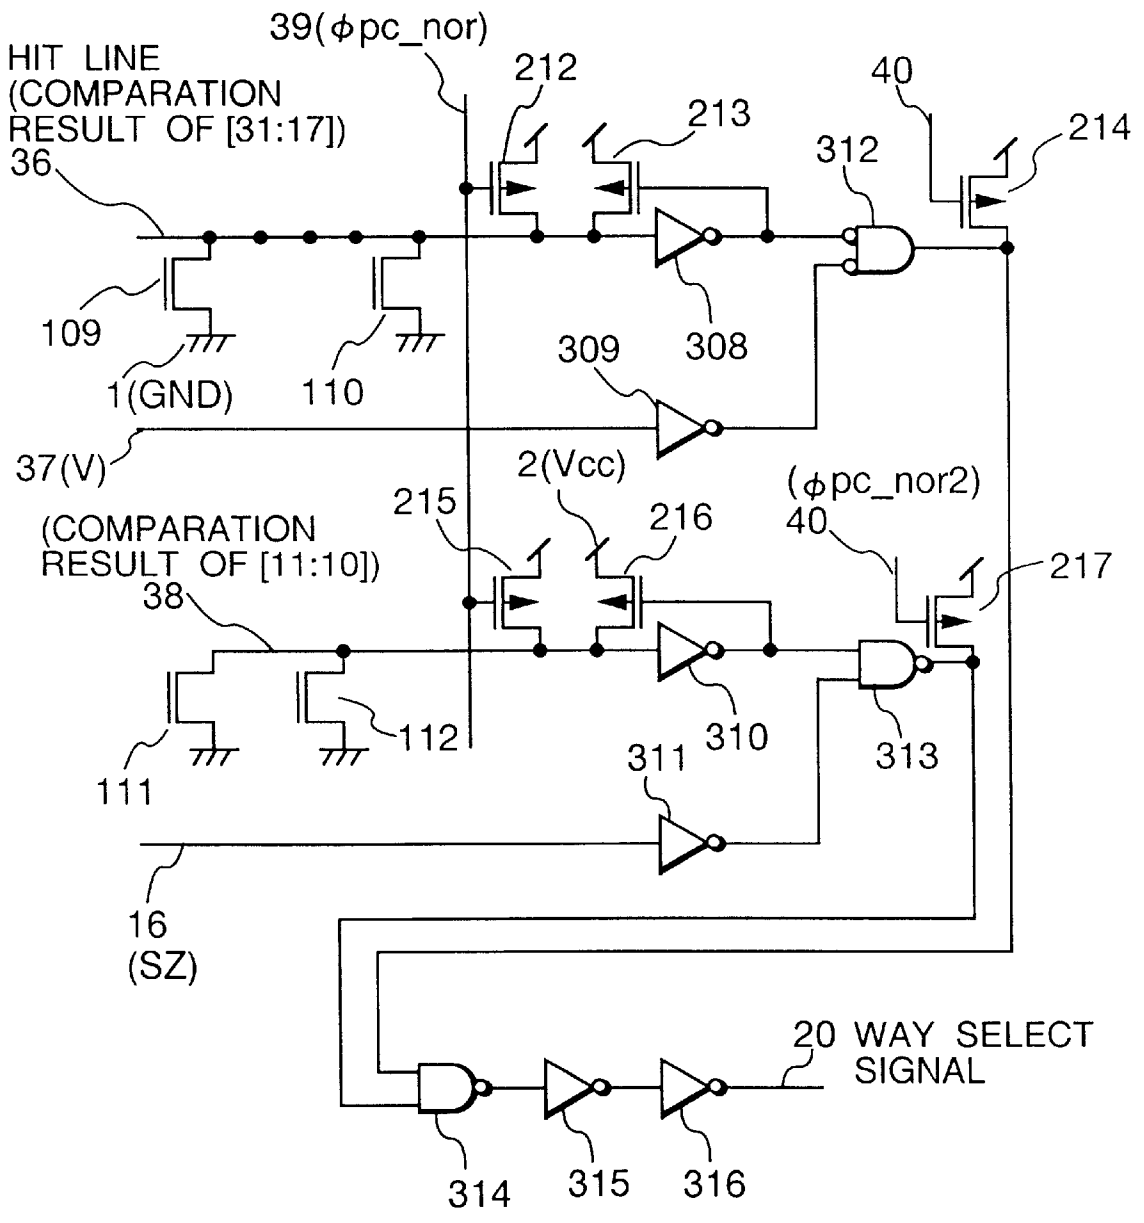 39(ϕpc_nor)
HIT LINE
(COMPARATION
RESULT OF [31:17])
36
212
213
40
214
312
109
1(GND)
110
308
309
37(V)
2(Vcc)
(ϕpc_nor2)
40
215
216
217
(COMPARATION
RESULT OF [11:10])
38
111
112
310
313
311
16
(SZ)
20 WAY SELECT
SIGNAL
314
315
316